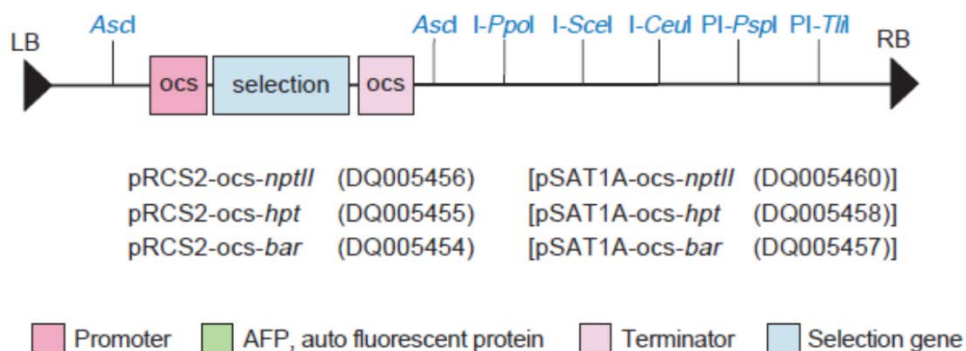 AscI AscI I-PpoI I-SceI I-CeuI PI-PspI PI-TliI
LB RB
ocs selection ocs
pRCS2-ocs-nptII (DQ005456) [pSAT1A-ocs-nptII (DQ005460)]
pRCS2-ocs-hpt (DQ005455) [pSAT1A-ocs-hpt (DQ005458)]
pRCS2-ocs-bar (DQ005454) [pSAT1A-ocs-bar (DQ005457)]
Promoter AFP, auto fluorescent protein Terminator Selection gene